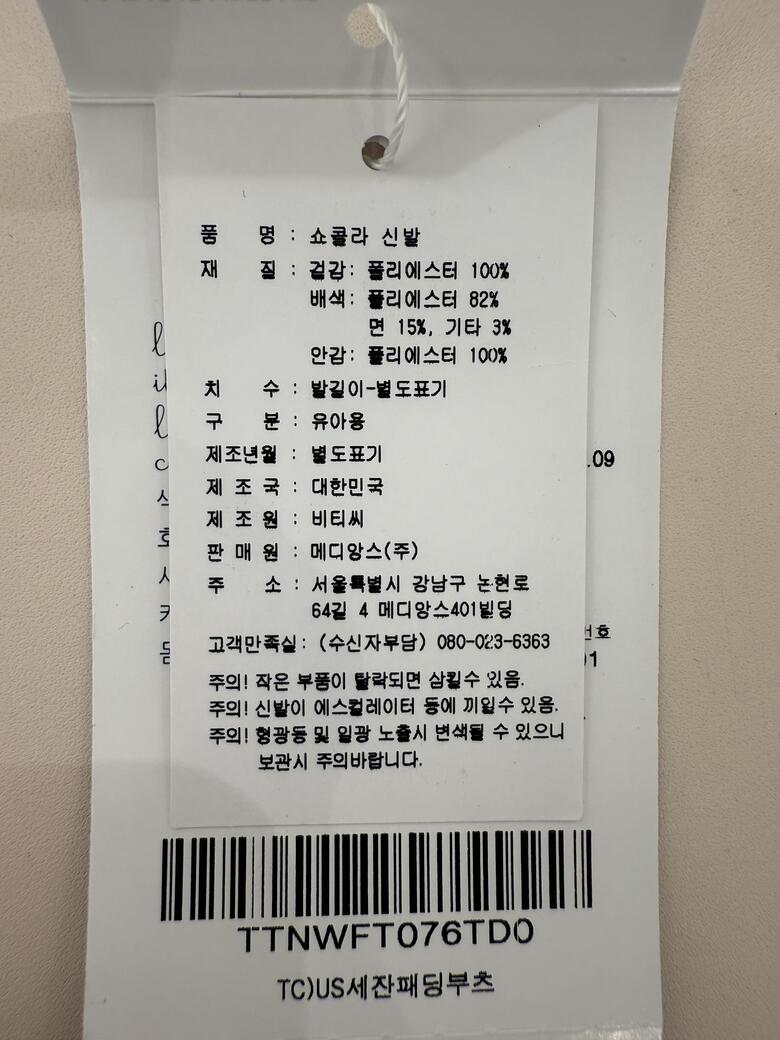 품 명 : 쇼콜라 신발
재 질 : 겉감: 폴리에스터 100%
배색: 폴리에스터 82%
면 15%, 기타 3%
안감: 폴리에스터 100%
치 수 : 발길이-별도표기
구 분 : 유아용
제조년월 : 별도표기
.09
제 조 국 : 대한민국
제 조 원 : 비티씨
판 매 원 : 메디앙스(주)
주 소 : 서울특별시 강남구 논현로
64길 4 메디앙스401빌딩
고객만족실: (수신자부담) 080-023-6363
주의! 작은 부품이 탈락되면 삼킬수 있음.
주의! 신발이 에스컬레이터 등에 끼일수 있음.
주의! 형광등 및 일광 노출시 변색될 수 있으니
보관시 주의바랍니다.
TTNWFT076TD0
TC)US세잔패딩부츠